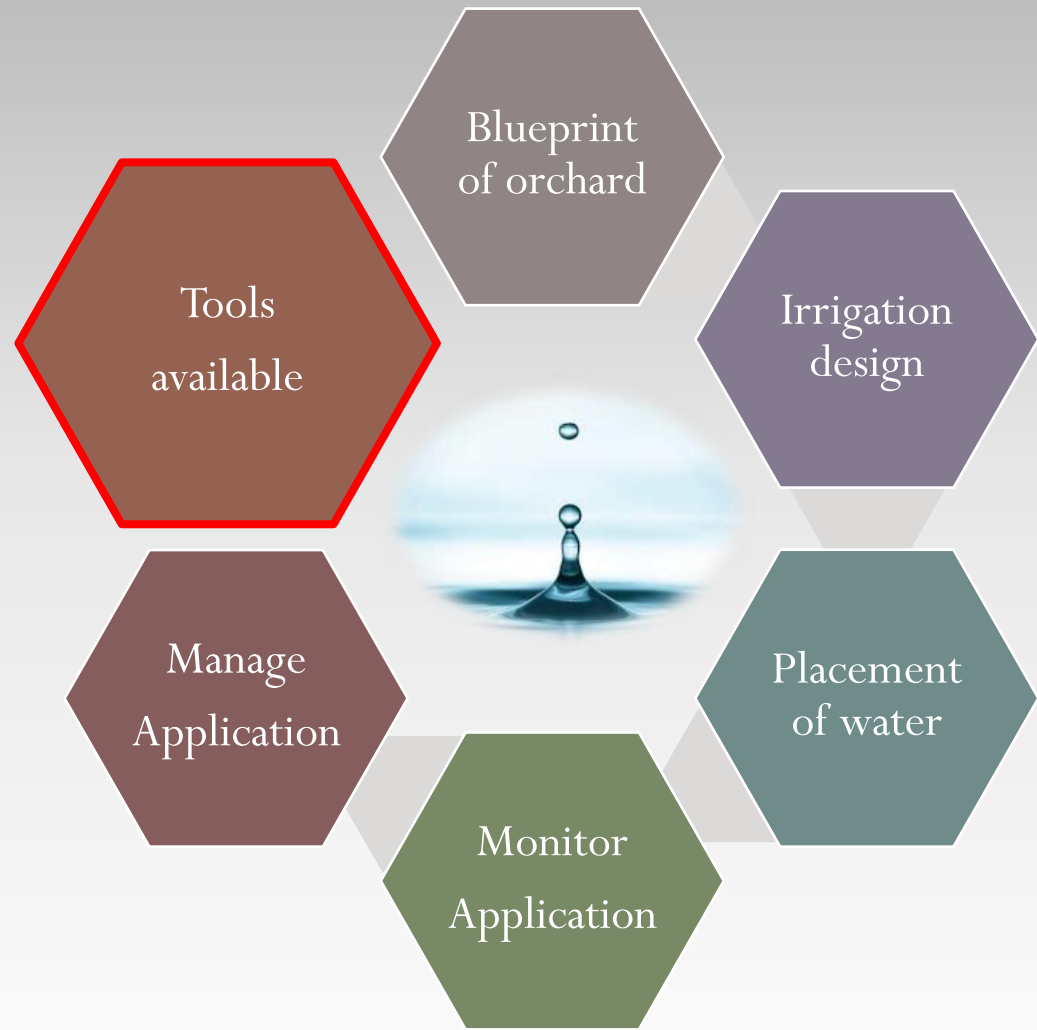 Blueprint
of orchard
Irrigation
design
Placement
of water
Monitor
Application
Manage
Application
Tools
available